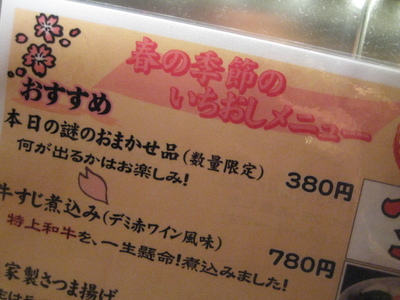 春の季節の
いちおしメニュー
おすすめ
本日の謎のおまかせ品(数量限定) 380円
何が出るかはお楽しみ!
牛すじ煮込み(デミ赤ワイン風味) 780円
特上和牛を、一生懸命!煮込みました!
家製さつま揚げ